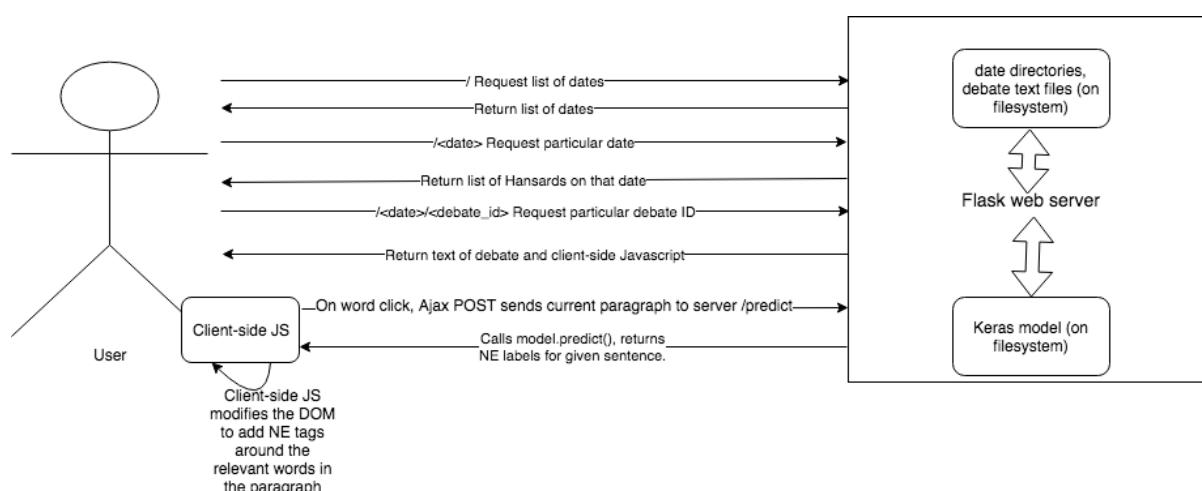 / Request list of dates
Return list of dates
/<date> Request particular date
Return list of Hansards on that date
/<date>/<debate_id> Request particular debate ID
Return text of debate and client-side Javascript
On word click, Ajax POST sends current paragraph to server /predict
Calls model.predict(), returns
NE labels for given sentence.
User
Client-side JS
Client-side JS
modifies the DOM
to add NE tags
around the
relevant words in
the paragraph
date directories,
debate text files (on
filesystem)
Flask web server
Keras model (on
filesystem)